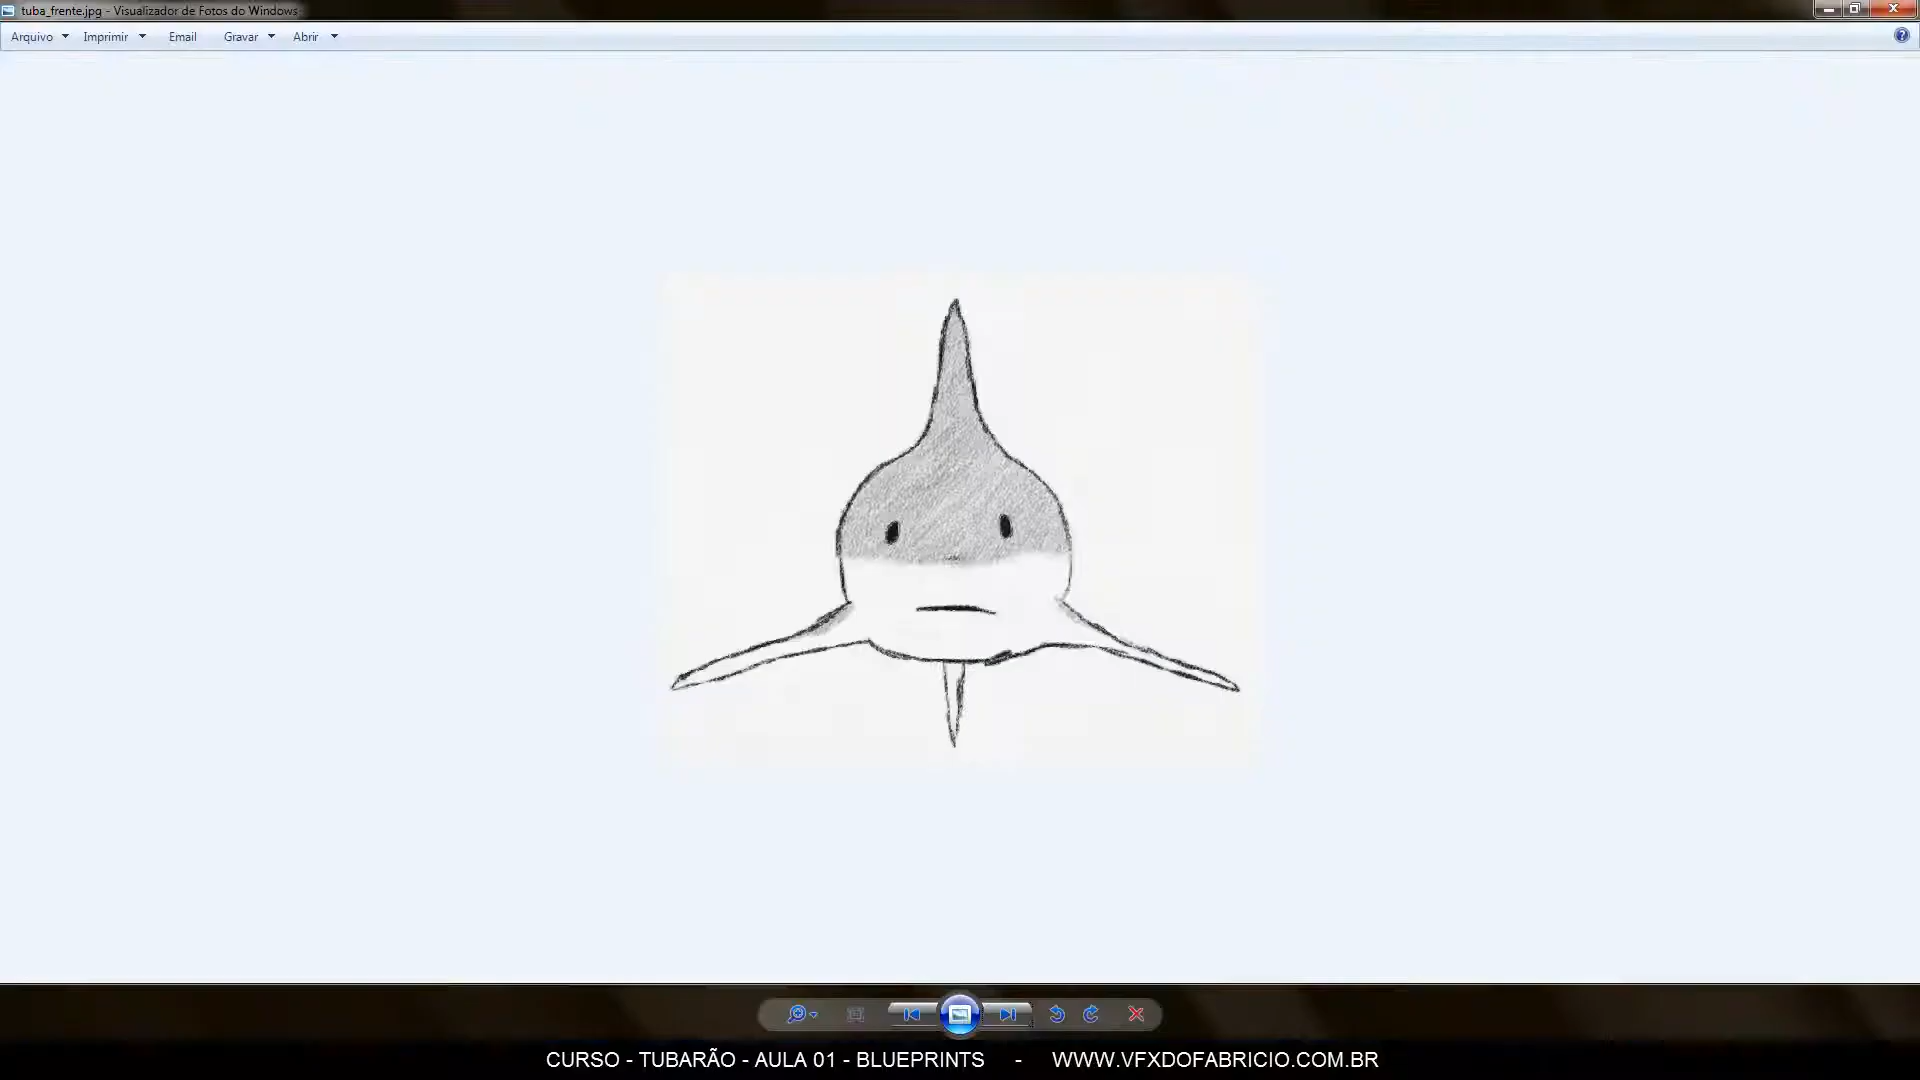 tuba_frente.jpg - Visualizador de Fotos do Windows
Arquivo Imprimir Email Gravar Abrir
CURSO - TUBARÃO - AULA 01 - BLUEPRINTS - WWW.VFXDOFABRICIO.COM.BR